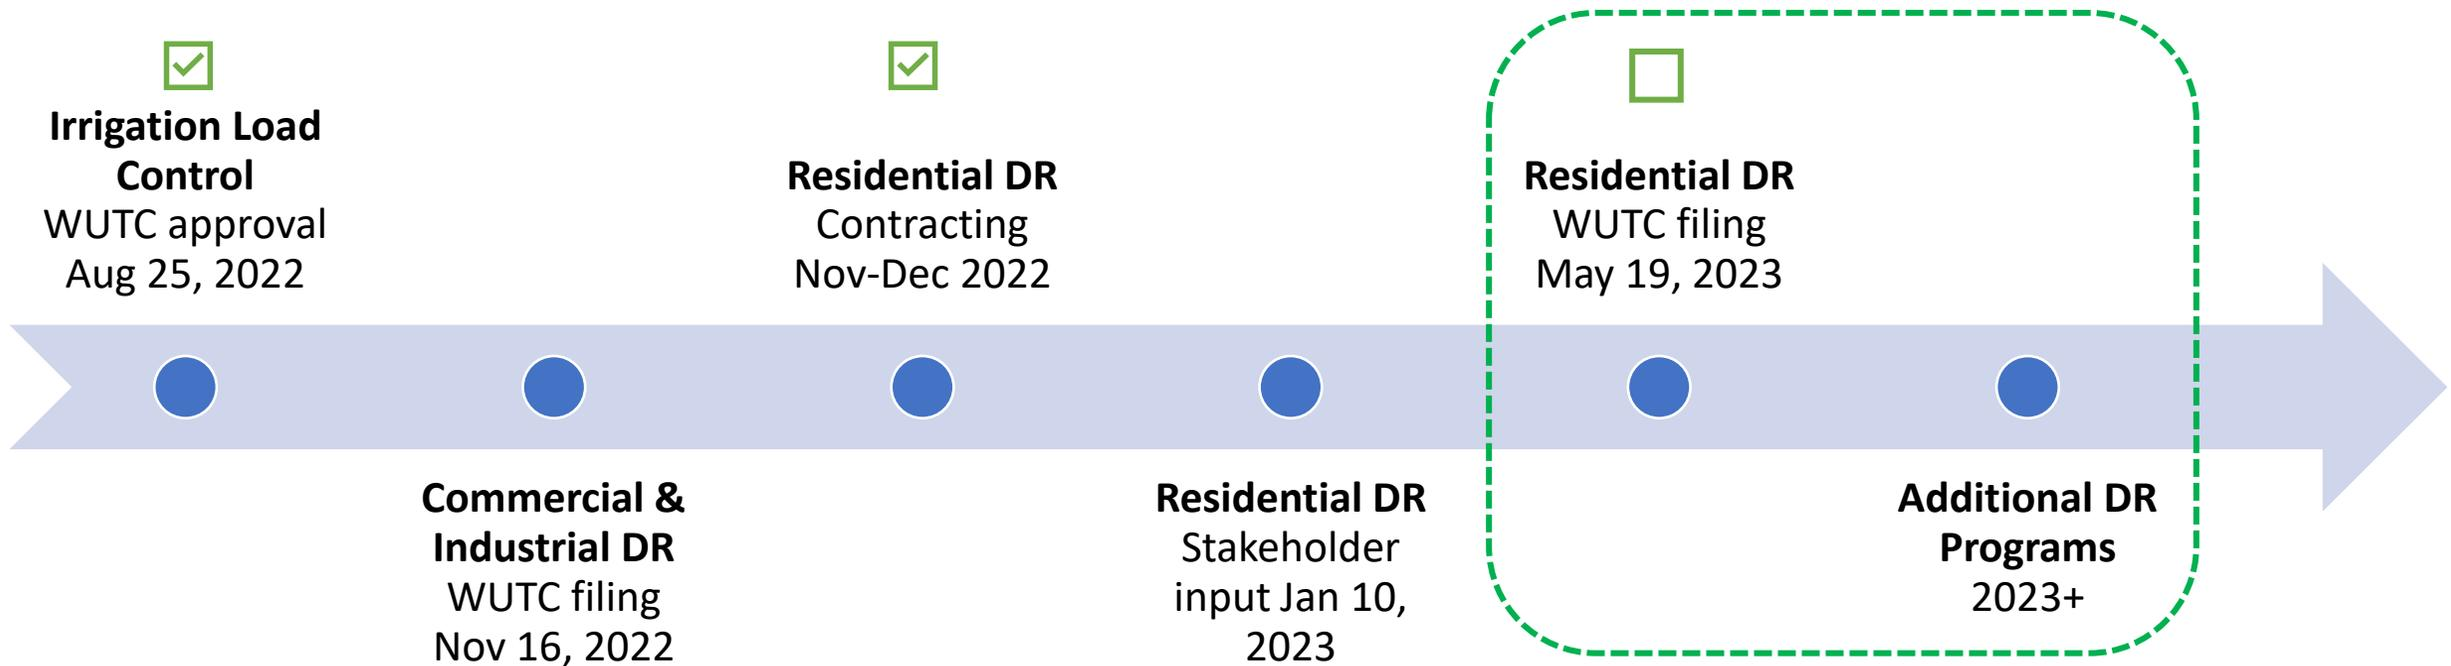 Irrigation Load
Control
WUTC approval
Aug 25, 2022
Commercial &
Industrial DR
WUTC filing
Nov 16, 2022
Residential DR
Contracting
Nov-Dec 2022
Residential DR
Stakeholder
input Jan 10,
2023
Residential DR
WUTC filing
May 19, 2023
Additional DR
Programs
2023+